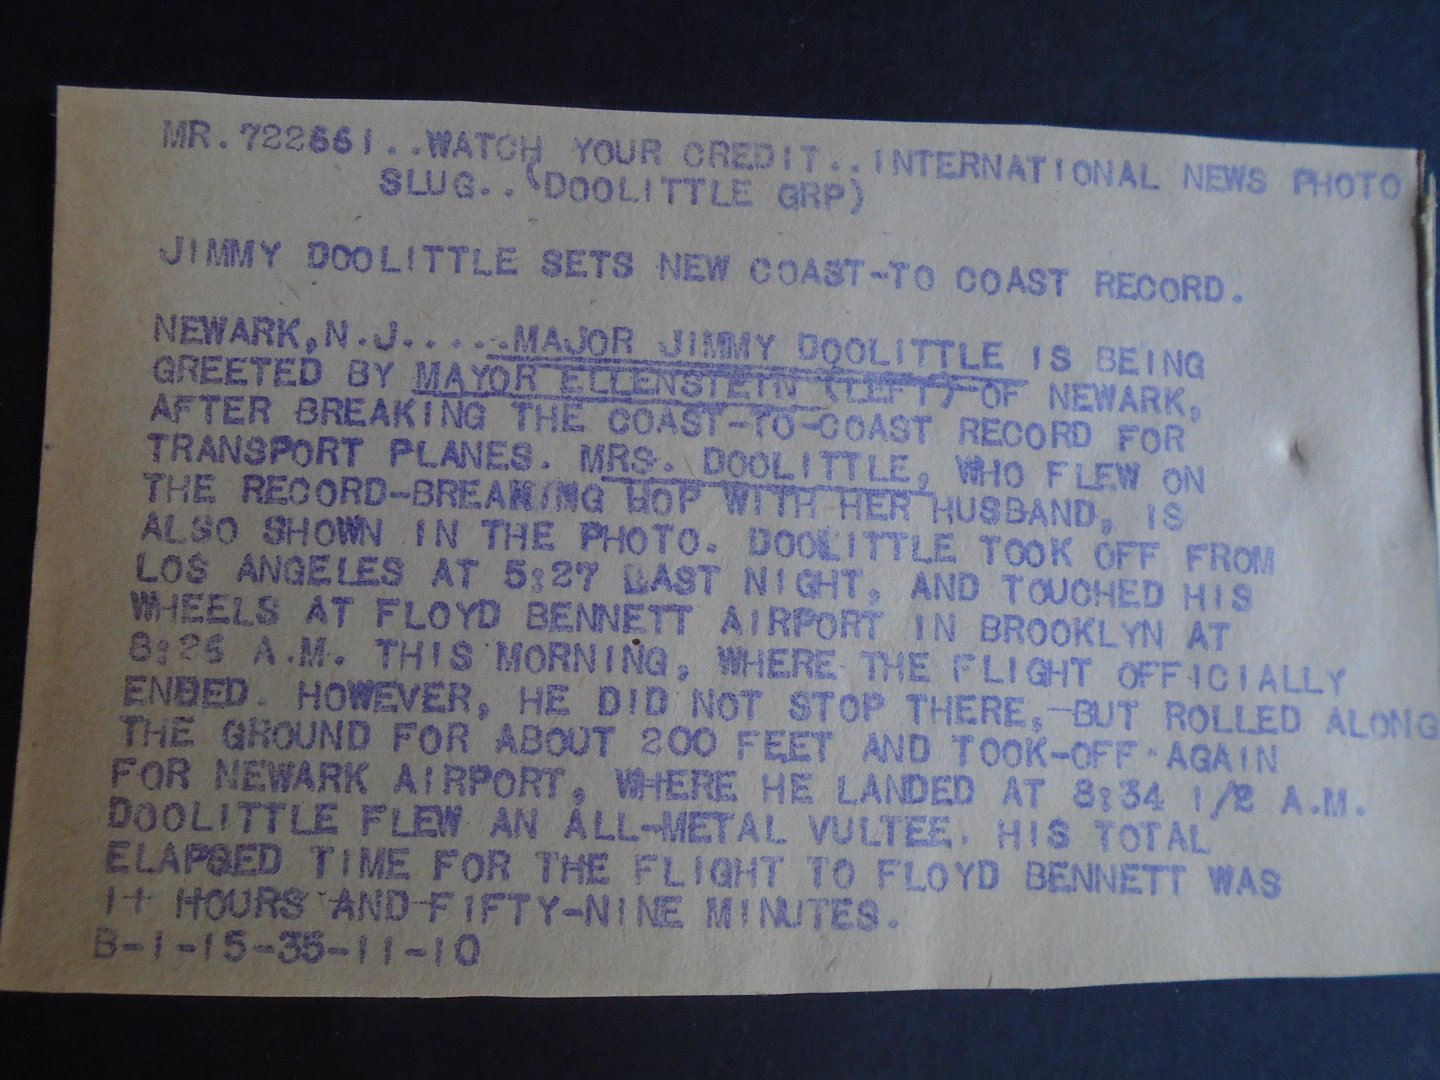 MR.722661..WATCH YOUR CREDIT..INTERNATIONAL NEWS PHOTO
SLUG..(DOOLITTLE GRP)
JIMMY DOOLITTLE SETS NEW COAST-TO COAST RECORD.
NEWARK,N.J.....MAJOR JIMMY DOOLITTLE IS BEING
GREETED BY MAYOR ELLENSTEIN (LEFT) OF NEWARK,
AFTER BREAKING THE COAST-TO-COAST RECORD FOR
TRANSPORT PLANES. MRS. DOOLITTLE, WHO FLEW ON
THE RECORD-BREAKING HOP WITH HER HUSBAND, IS
ALSO SHOWN IN THE PHOTO. DOOLITTLE TOOK OFF FROM
LOS ANGELES AT 5:27 LAST NIGHT, AND TOUCHED HIS
WHEELS AT FLOYD BENNETT AIRPORT IN BROOKLYN AT
8:26 A.M. THIS MORNING, WHERE THE FLIGHT OFFICIALLY
ENDED. HOWEVER, HE DID NOT STOP THERE, BUT ROLLED ALONG
THE GROUND FOR ABOUT 200 FEET AND TOOK-OFF AGAIN
FOR NEWARK AIRPORT, WHERE HE LANDED AT 8:34 1/2 A.M.
DOOLITTLE FLEW AN ALL-METAL VULTEE. HIS TOTAL
ELAPSED TIME FOR THE FLIGHT TO FLOYD BENNETT WAS
11 HOURS AND FIFTY-NINE MINUTES.
B-1-15-35-11-10